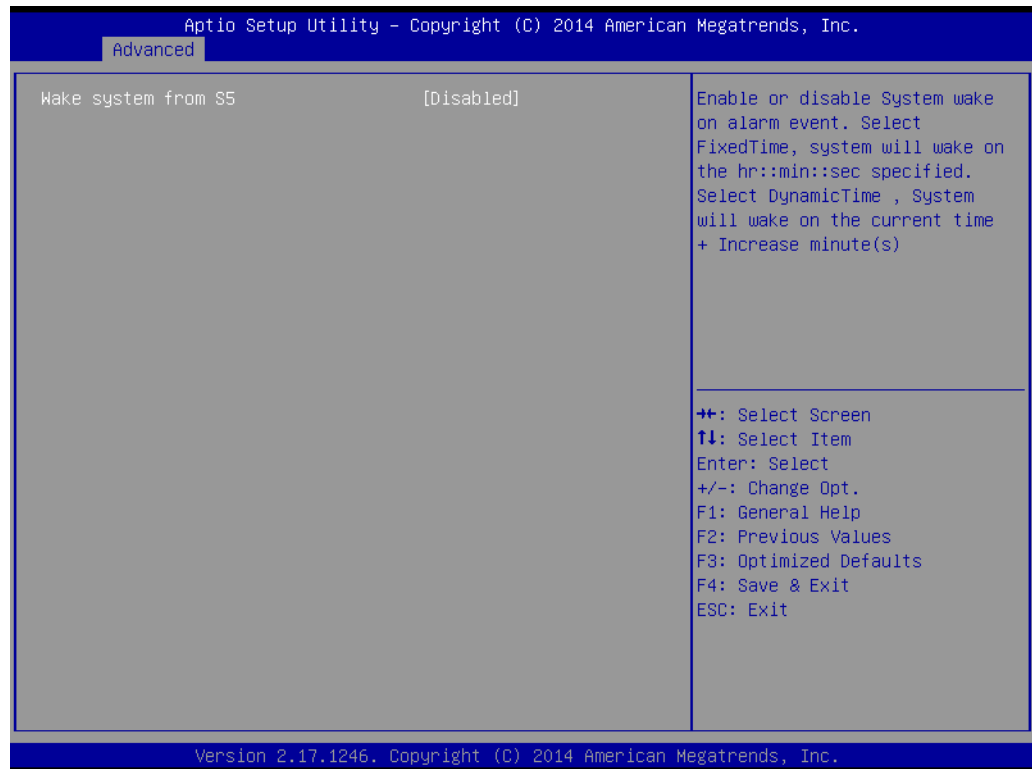 Aptio Setup Utility – Copyright (C) 2014 American Megatrends, Inc.
Advanced
Wake system from S5 [Disabled]
Enable or disable System wake
on alarm event. Select
FixedTime, system will wake on
the hr::min::sec specified.
Select DynamicTime , System
will wake on the current time
+ Increase minute(s)
→←: Select Screen
↑↓: Select Item
Enter: Select
+/-: Change Opt.
F1: General Help
F2: Previous Values
F3: Optimized Defaults
F4: Save & Exit
ESC: Exit
Version 2.17.1246. Copyright (C) 2014 American Megatrends, Inc.